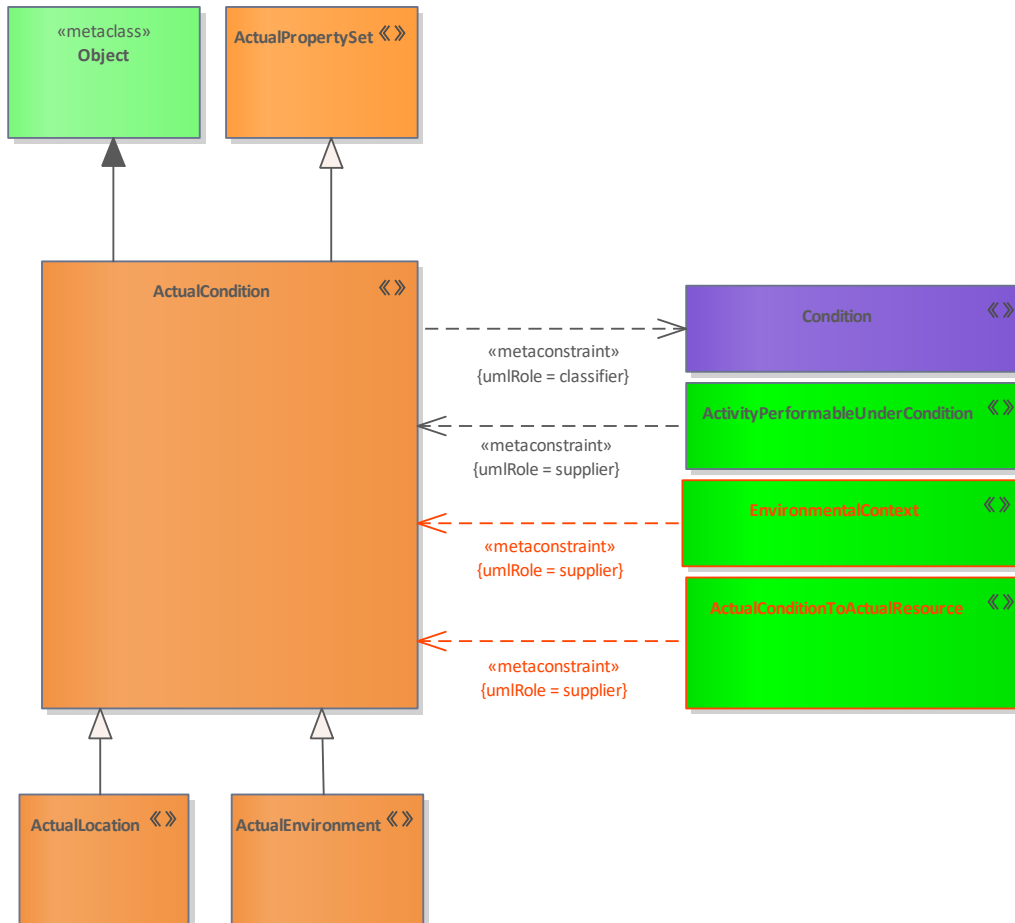 «metaclass»
Object
ActualPropertySet «»
ActualCondition «»
«metaconstraint»
{umlRole = classifier}
Condition «»
ActivityPerformableUnderCondition «»
«metaconstraint»
{umlRole = supplier}
EnvironmentalContext «»
«metaconstraint»
{umlRole = supplier}
ActualConditionToActualResource «»
«metaconstraint»
{umlRole = supplier}
ActualLocation «»
ActualEnvironment «»